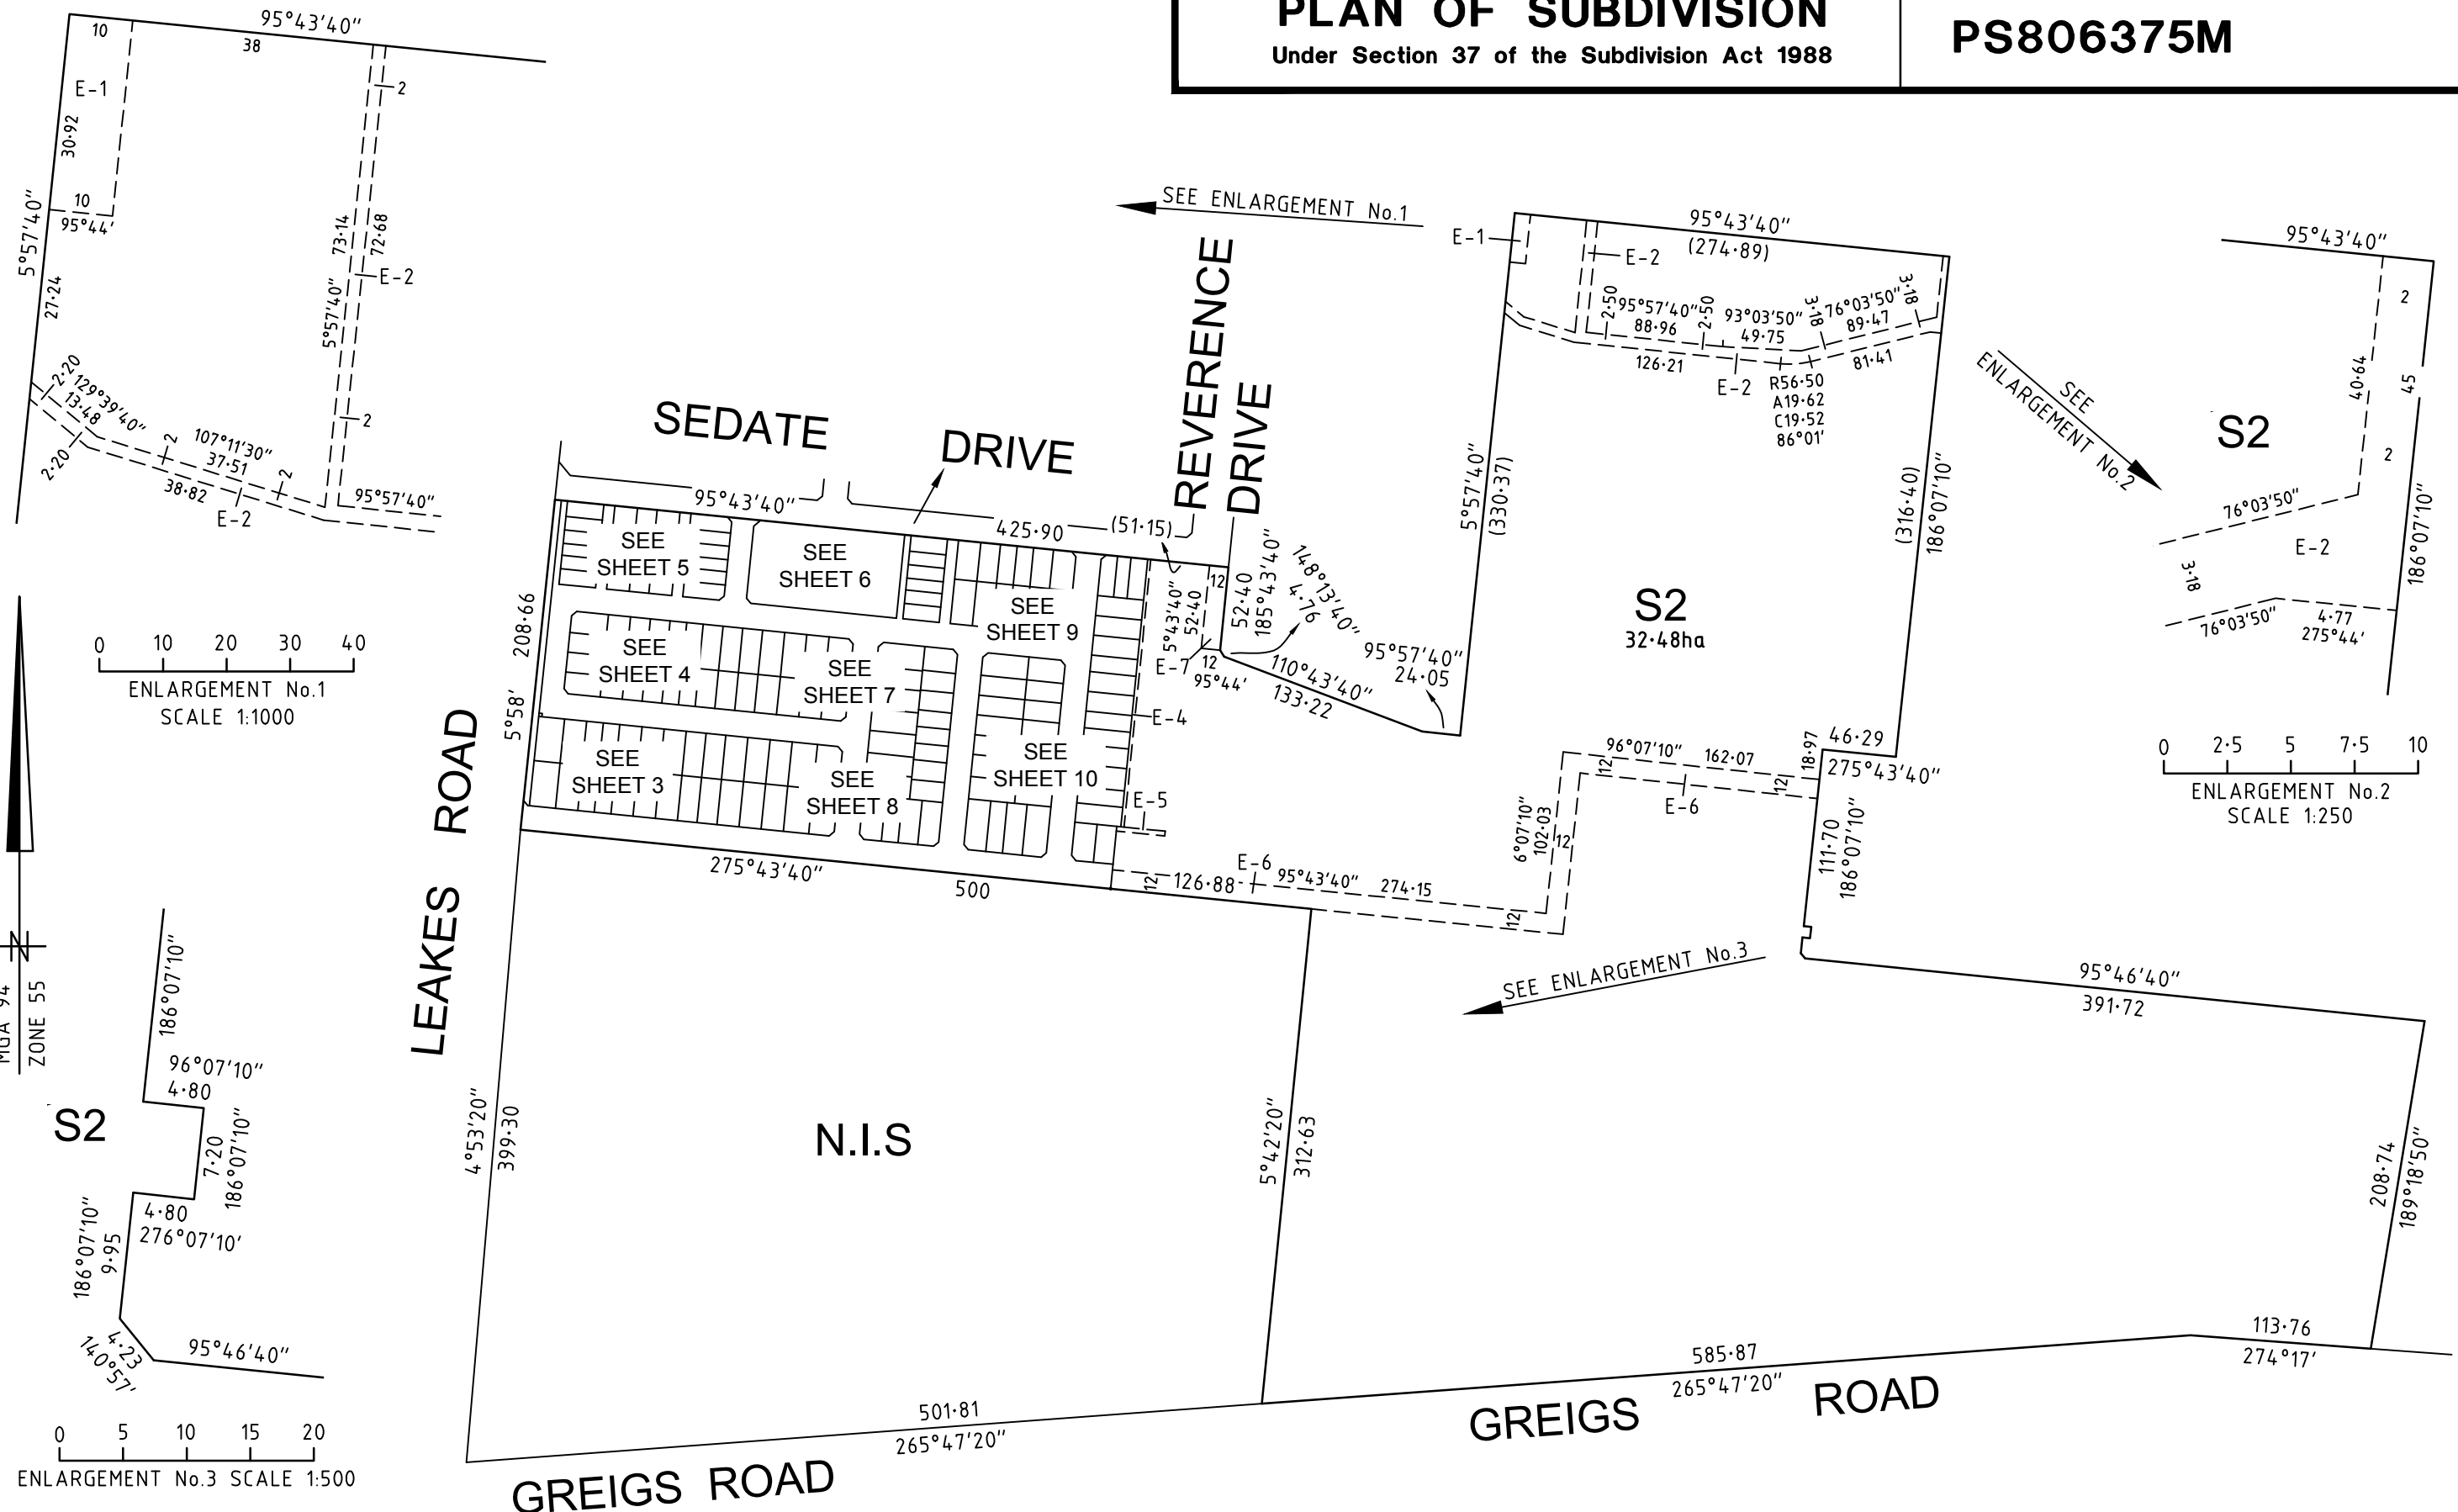 PLAN OF SUBDIVISION
Under Section 37 of the Subdivision Act 1988
PS806375M
95°43'40"
10
38
E-1
2
30·92
10
95°44'
5°57'40"
27·24
73·14
72·68
E-2
5°57'40"
2
2·20
129°39'40"
13·48
2·20
2
107°11'30"
37·51
2
38·82
E-2
95°57'40"
0 10 20 30 40
ENLARGEMENT No.1
SCALE 1:1000
MGA 94
ZONE 55
N
186°07'10"
96°07'10"
4·80
S2
7·20
186°07'10"
4·80
276°07'10'
186°07'10"
9·95
4·23
140°57'
95°46'40"
0 5 10 15 20
ENLARGEMENT No.3 SCALE 1:500
SEE ENLARGEMENT No.1
SEDATE
DRIVE
REVERENCE
DRIVE
LEAKES ROAD
95°43'40"
425·90
(51·15)
SEE
SHEET 5
SEE
SHEET 6
SEE
SHEET 9
SEE
SHEET 4
SEE
SHEET 7
SEE
SHEET 3
SEE
SHEET 8
SEE
SHEET 10
208·66
5°58'
275°43'40"
500
12
5°43'40"
52·40
E-7
12
95°44'
52·40
185°43'40"
148°13'40"
4·76
110°43'40"
133·22
95°57'40"
24·05
E-4
E-5
E-6
12
126·88
95°43'40"
274·15
12
6°07'10"
102·03
12
96°07'10"
162·07
12
12
E-6
18·97
46·29
275°43'40"
111·70
186°07'10"
E-1
E-2
95°43'40"
(274·89)
2·50
95°57'40"
88·96
2·50
93°03'50"
49·75
3·18
76°03'50"
89·47
3·18
126·21
E-2
81·41
R56·50
A19·62
C19·52
86°01'
5°57'40"
(330·37)
(316·40)
186°07'10"
S2
32·48ha
SEE
ENLARGEMENT No.2
95°43'40"
2
40·64
45
S2
2
76°03'50"
E-2
186°07'10"
3·18
76°03'50"
4·77
275°44'
0 2·5 5 7·5 10
ENLARGEMENT No.2
SCALE 1:250
SEE ENLARGEMENT No.3
95°46'40"
391·72
208·74
189°18'50"
113·76
274°17'
585·87
265°47'20"
GREIGS ROAD
N.I.S
4°53'20"
399·30
5°42'20"
312·63
501·81
265°47'20"
GREIGS ROAD